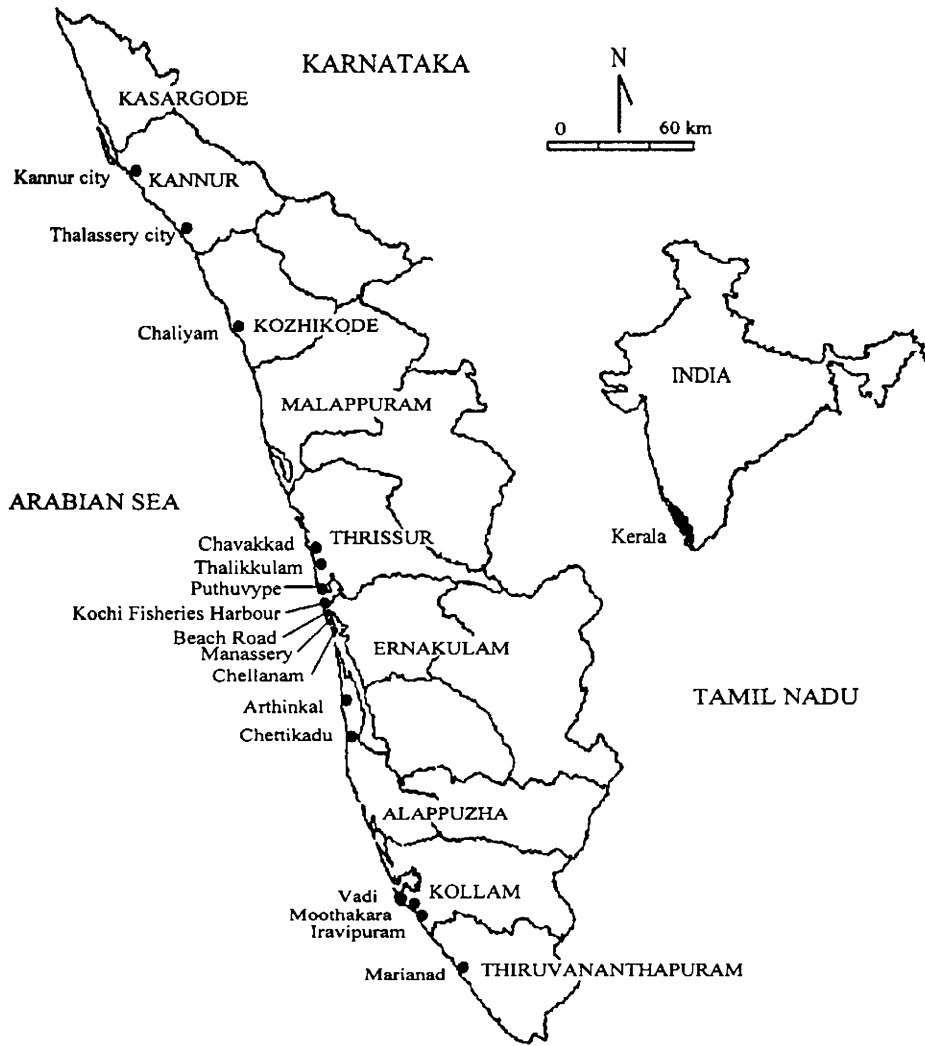 KARNATAKA
N
0 60 km
KASARGODE
Kannur city
KANNUR
Thalassery city
Chaliyam
KOZHIKODE
INDIA
MALAPPURAM
ARABIAN SEA
Kerala
THRISSUR
Chavakkad
Thalikkulam
Puthuvype
Kochi Fisheries Harbour
Beach Road
Manassery
Chellanam
ERNAKULAM
TAMIL NADU
Arthinkal
Chettikadu
ALAPPUZHA
KOLLAM
Vadi
Moothakara
Iravipuram
Marianad
THIRUVANANTHAPURAM